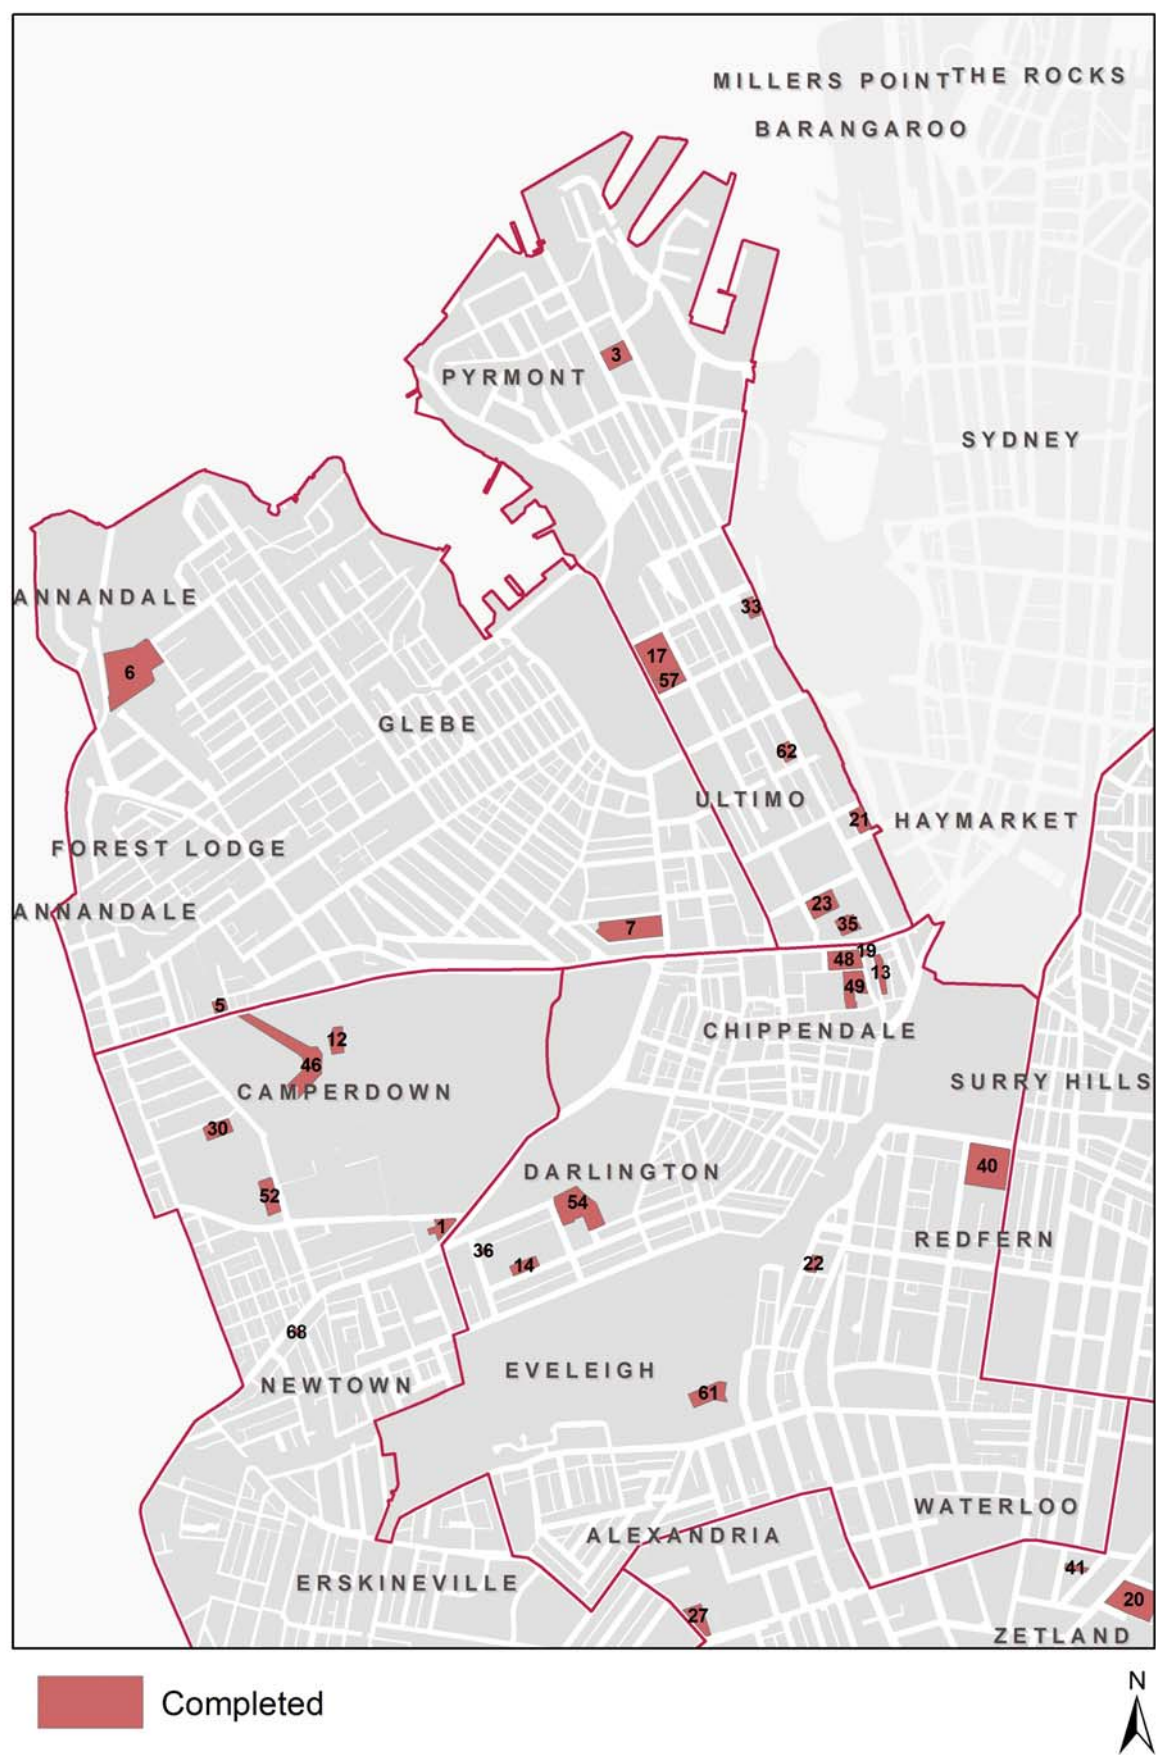 MILLERS POINT THE ROCKS
BARANGAROO
3
PYRMONT
SYDNEY
ANNANDALE
33
17
6
57
GLEBE
62
ULTIMO
21
HAYMARKET
FOREST LODGE
23
ANNANDALE
35
7
19
48
13
49
5
CHIPPENDALE
12
46
SURRY HILLS
CAMPERDOWN
30
40
DARLINGTON
52
54
1
REDFERN
36
22
14
68
EVELEIGH
NEWTOWN
61
WATERLOO
ALEXANDRIA
41
ERSKINEVILLE
20
27
ZETLAND
N
Completed